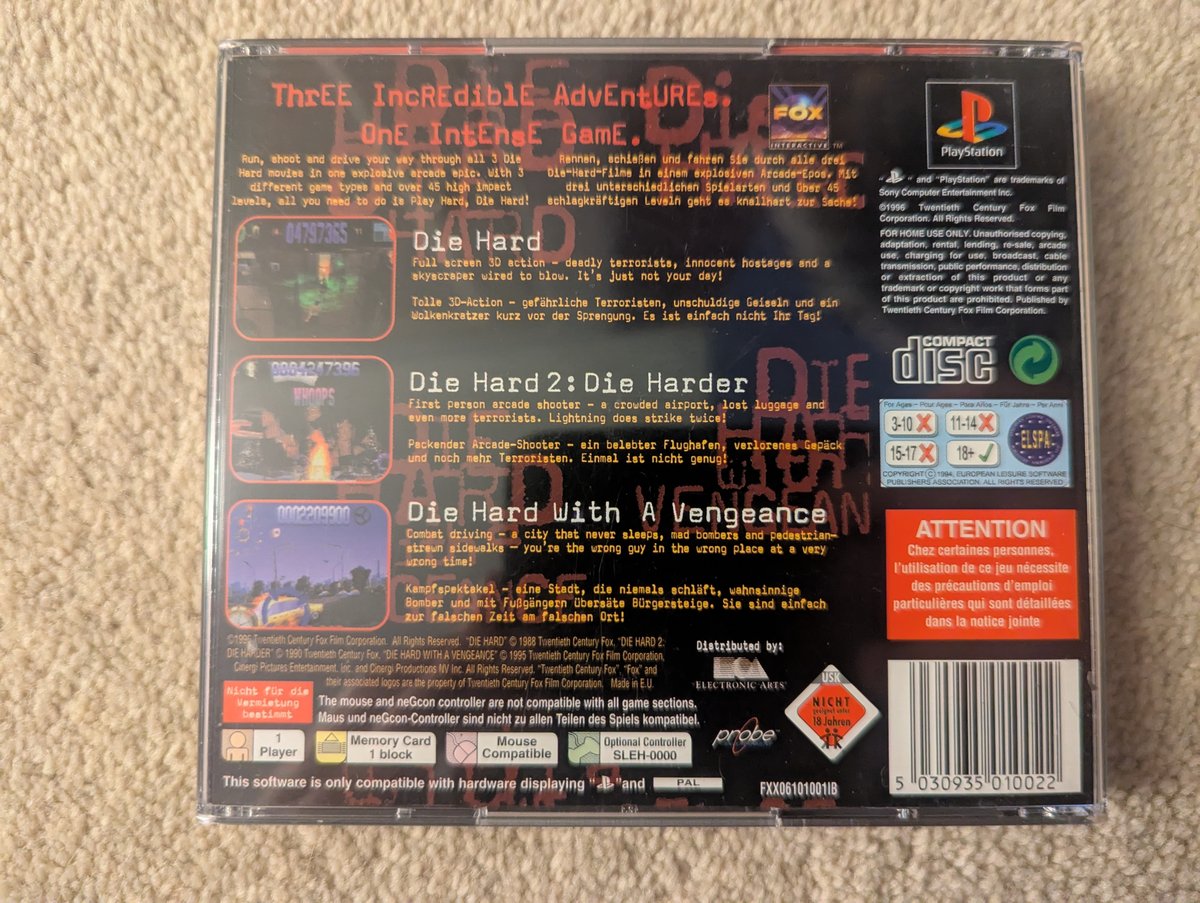 ThrEE IncREdiblE AdvEntUREs.
OnE IntEnsE GamE.
FOX
INTERACTIVE™
PlayStation
Run, shoot and drive your way through all 3 Die
Hard movies in one explosive arcade epic. With 3
different game types and over 45 high impact
levels, all you need to do is Play Hard, Die Hard!
Rennen, schießen und fahren Sie durch alle drei
Die-Hard-Filme in einem explosiven Arcade-Epos. Mit
drei unterschiedlichen Spielarten und über 45
schlagkräftigen Leveln geht es knallhart zur Sache!
" " and "PlayStation" are trademarks of
Sony Computer Entertainment Inc.
©1996 Twentieth Century Fox Film
Corporation. All Rights Reserved.
FOR HOME USE ONLY. Unauthorised copying,
adaptation, rental, lending, re-sale, arcade
use, charging for use, broadcast, cable
transmission, public performance, distribution
or extraction of this product or any
trademark or copyright work that forms part
of this product are prohibited. Published by
Twentieth Century Fox Film Corporation.
04797365
Die Hard
Full screen 3D action - deadly terrorists, innocent hostages and a
skyscraper wired to blow. It's just not your day!
Tolle 3D-Action - gefährliche Terroristen, unschuldige Geiseln und ein
Wolkenkratzer kurz vor der Sprengung. Es ist einfach nicht Ihr Tag!
COMPACT
disc
0004247396
WHOOPS
Die Hard 2: Die Harder
First person arcade shooter - a crowded airport, lost luggage and
even more terrorists. Lightning does strike twice!
Packender Arcade-Shooter - ein belebter Flughafen, verlorenes Gepäck
und noch mehr Terroristen. Einmal ist nicht genug!
DIE
HARD
WITH
VENGEAN
For Ages - Pour Ages - Para Años - Für Jahre - Per Anni
3-10 11-14
15-17 18+
ELSPA
COPYRIGHT © 1994, EUROPEAN LEISURE SOFTWARE
PUBLISHERS ASSOCIATION. ALL RIGHTS RESERVED
0002209900
Die Hard With A Vengeance
Combat driving - a city that never sleeps, mad bombers and pedestrian-
strewn sidewalks - you're the wrong guy in the wrong place at a very
wrong time!
Kampfspektakel - eine Stadt, die niemals schläft, wahnsinnige
Bomber und mit Fußgängern übersäte Bürgersteige. Sie sind einfach
zur falschen Zeit am falschen Ort!
ATTENTION
Chez certaines personnes,
l'utilisation de ce jeu nécessite
des précautions d'emploi
particulières qui sont détaillées
dans la notice jointe
©1996 Twentieth Century Fox Film Corporation. All Rights Reserved. "DIE HARD" © 1988 Twentieth Century Fox, "DIE HARD 2:
DIE HARDER" © 1990 Twentieth Century Fox, "DIE HARD WITH A VENGEANCE" © 1995 Twentieth Century Fox Film Corporation,
Cinergi Pictures Entertainment, Inc. and Cinergi Productions NV Inc. All Rights Reserved. "Twentieth Century Fox", "Fox" and
their associated logos are the property of Twentieth Century Fox Film Corporation. Made in E.U.
Distributed by:
ELECTRONIC ARTS
Nicht für die
Vermietung
bestimmt
The mouse and neGcon controller are not compatible with all game sections.
Maus und neGcon-Controller sind nicht zu allen Teilen des Spiels kompatibel.
probe
USK
NICHT
geeignet unter
18 Jahren
1
Player
Memory Card
1 block
Mouse
Compatible
Optional Controller
SLEH-0000
This software is only compatible with hardware displaying " " and PAL
FXX06101001IB
5 030935 010022